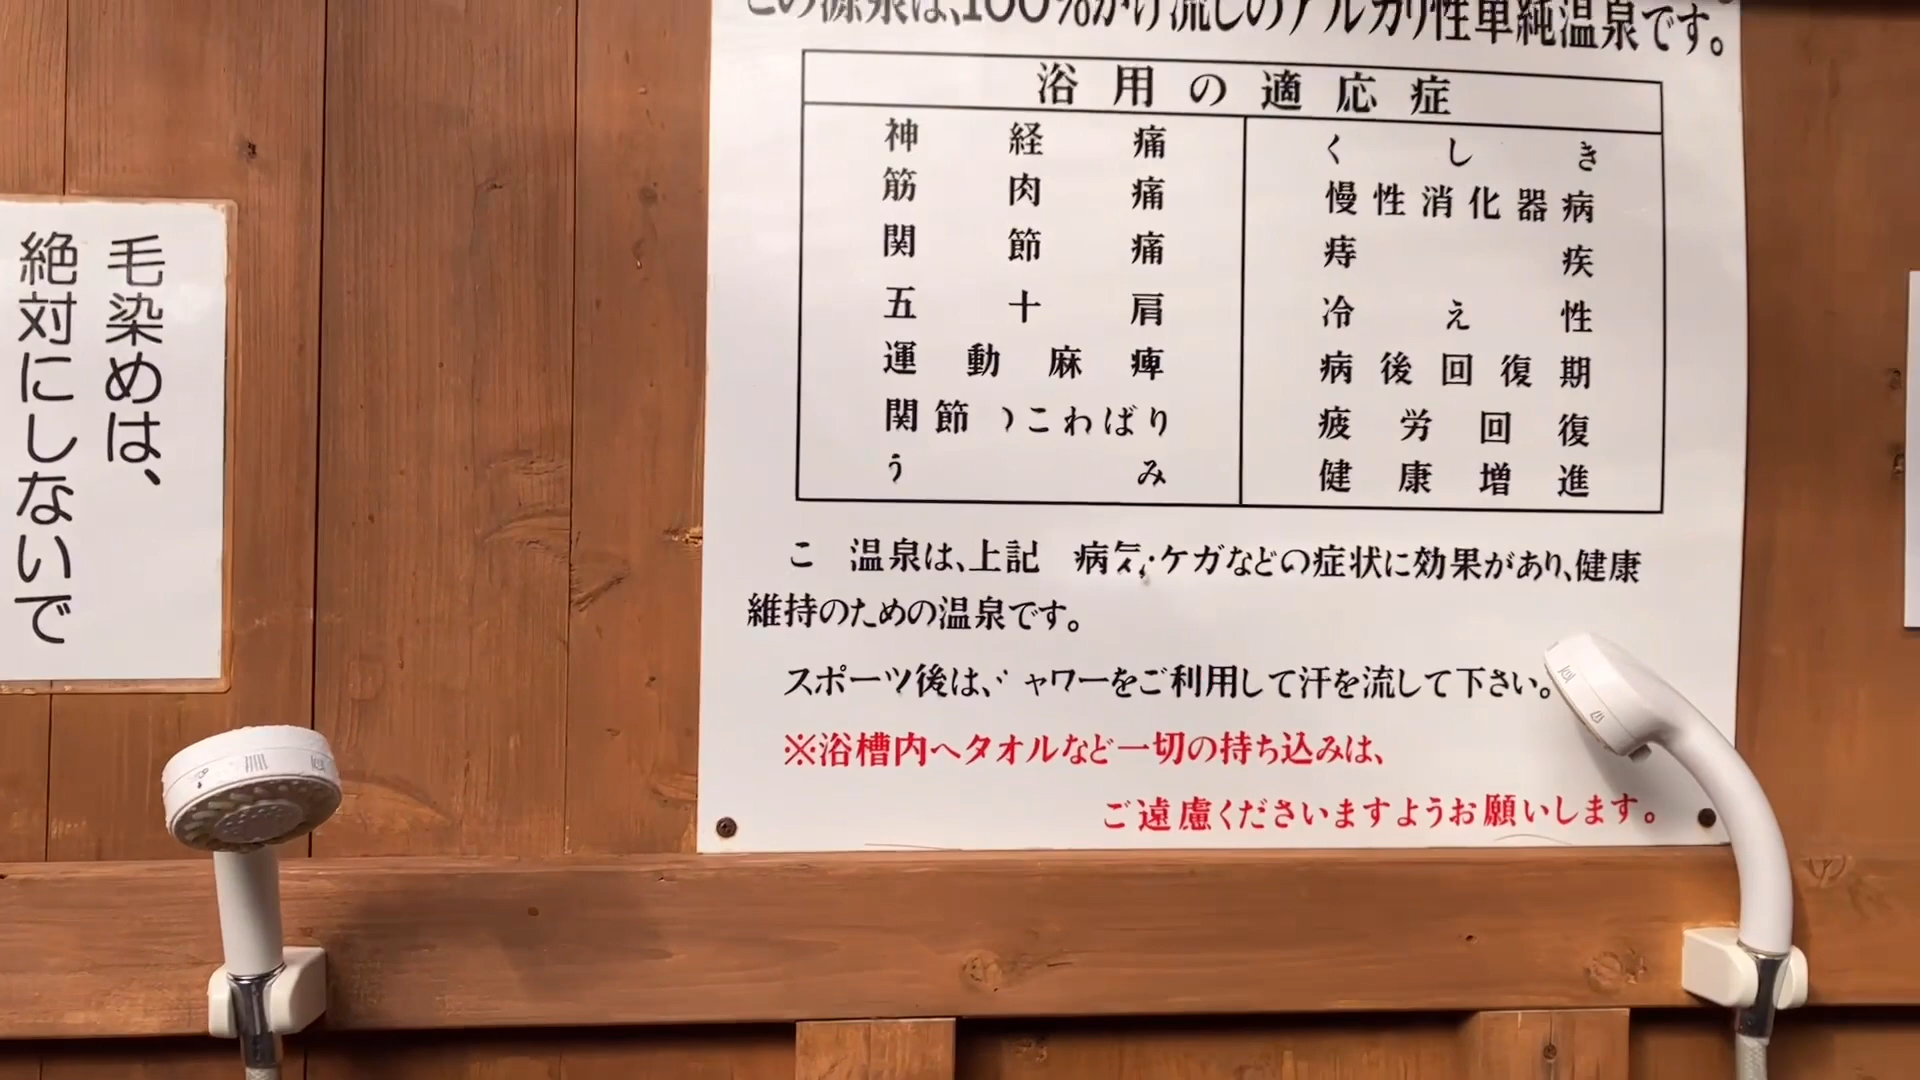 毛染めは、
絶対にしないで
この源泉は、100%かけ流しのアルカリ性単純温泉です。
浴用の適応症
神経痛
筋肉痛
関節痛
五十肩
運動麻痺
関節 こわばり
う み
くじき
慢性消化器病
痔疾
冷え性
病後回復期
疲労回復
健康増進
こ 温泉は、上記 病気・ケガなどの症状に効果があり、健康
維持のための温泉です。
スポーツ後は、 ャワーをご利用して汗を流して下さい。
※浴槽内へタオルなど一切の持ち込みは、
ご遠慮くださいますようお願いします。